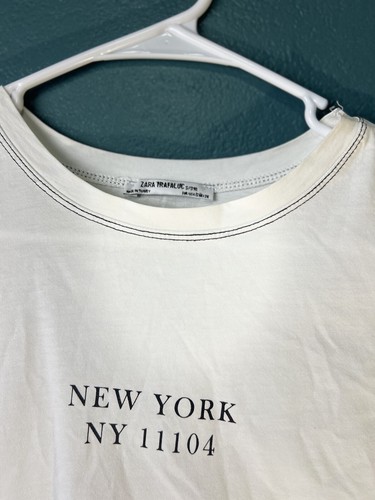 ZARA TRAFALUC
NEW YORK
NY 11104